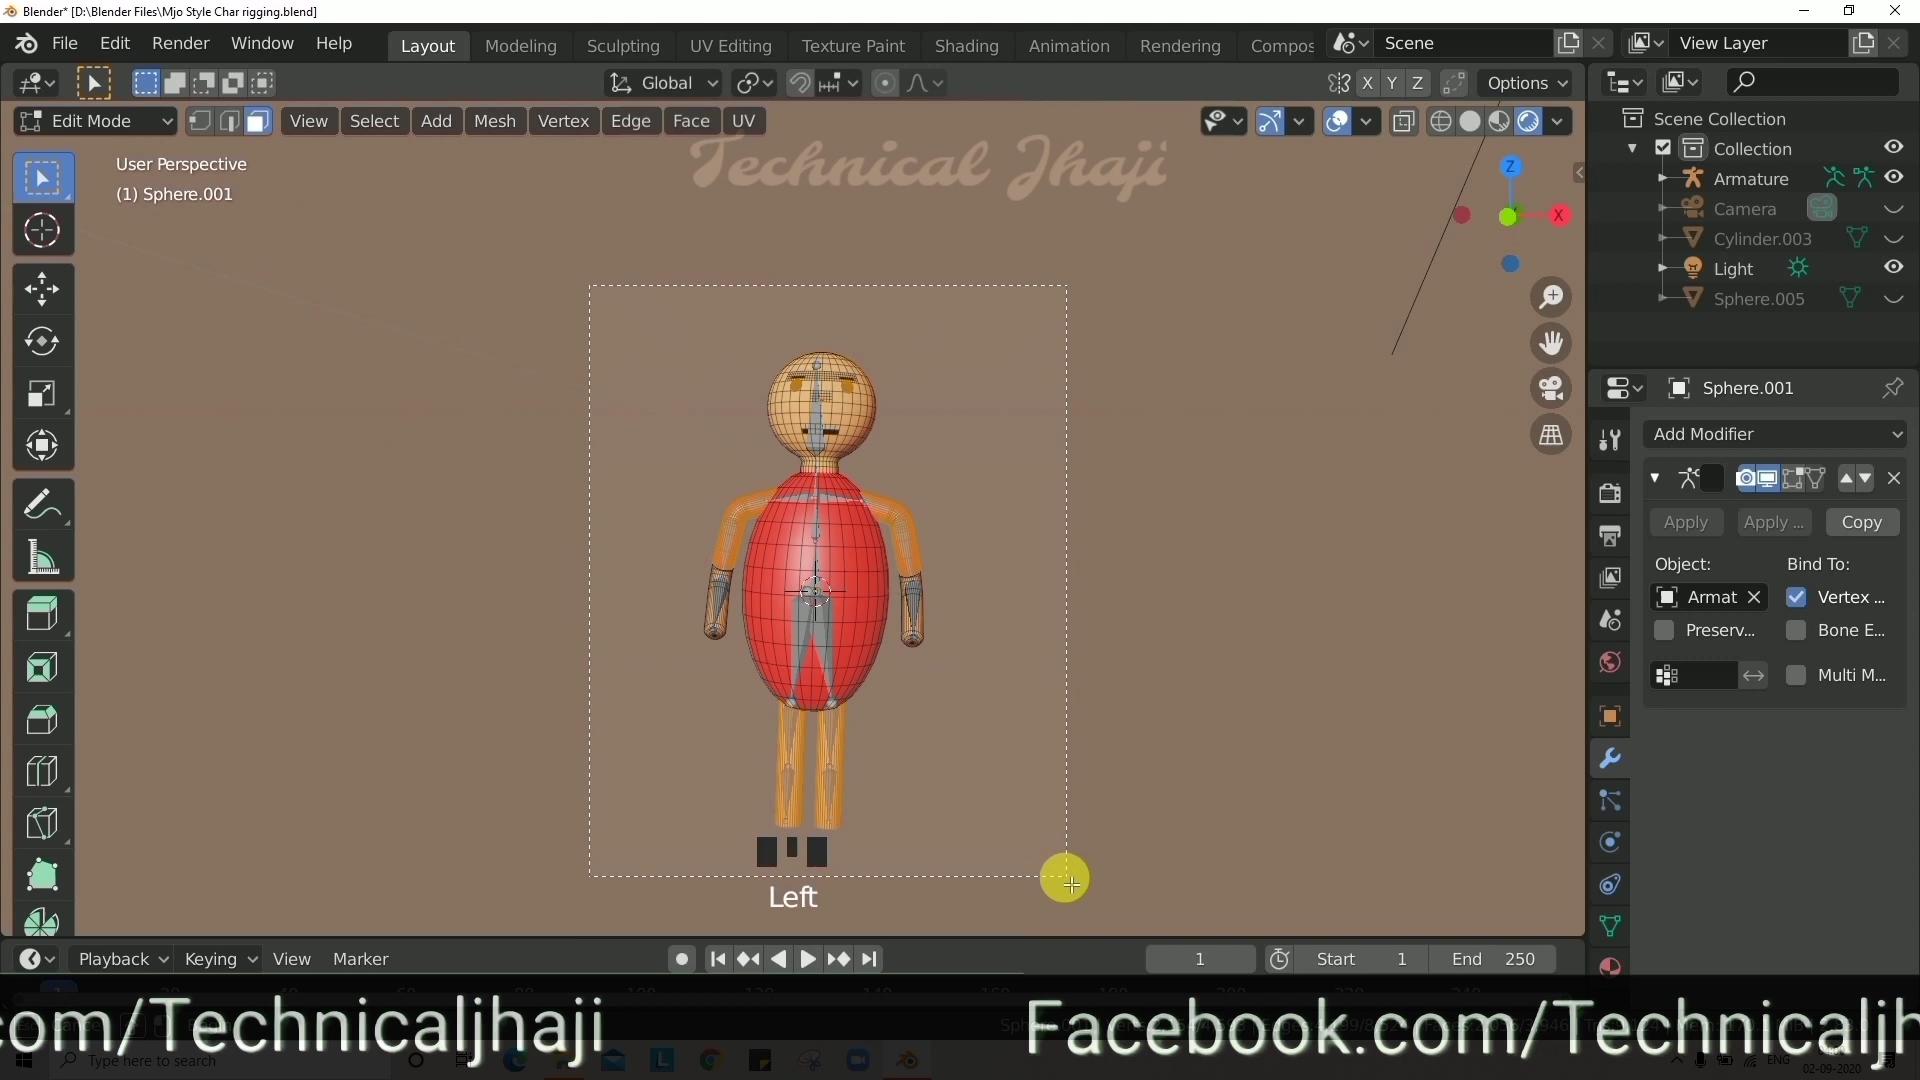 Blender* [D:\Blender Files\Mjo Style Char rigging.blend]
File Edit Render Window Help Layout Modeling Sculpting UV Editing Texture Paint Shading Animation Rendering Compos Scene View Layer
Global X Y Z Options
Edit Mode View Select Add Mesh Vertex Edge Face UV
Technical Jhaji
User Perspective
(1) Sphere.001
Z
X
Scene Collection
Collection
Armature
Camera
Cylinder.003
Light
Sphere.005
Sphere.001
Add Modifier
Apply Apply ... Copy
Object: Bind To:
Armat Vertex ...
Preserv... Bone E...
Multi M...
Left
Playback Keying View Marker 1 Start 1 End 250
com/Technicaljhaji Facebook.com/Technicaljh
Type here to search
ENG
02-09-2020